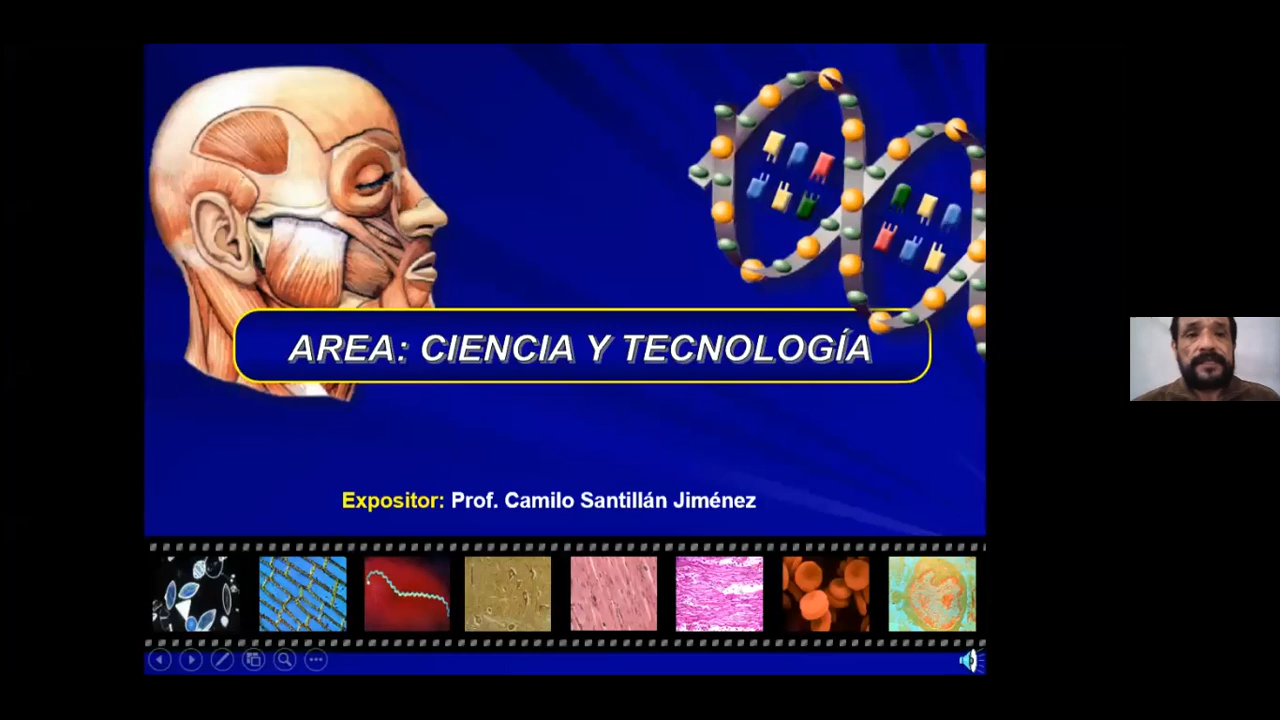 AREA: CIENCIA Y TECNOLOGÍA
Expositor: Prof. Camilo Santillán Jiménez